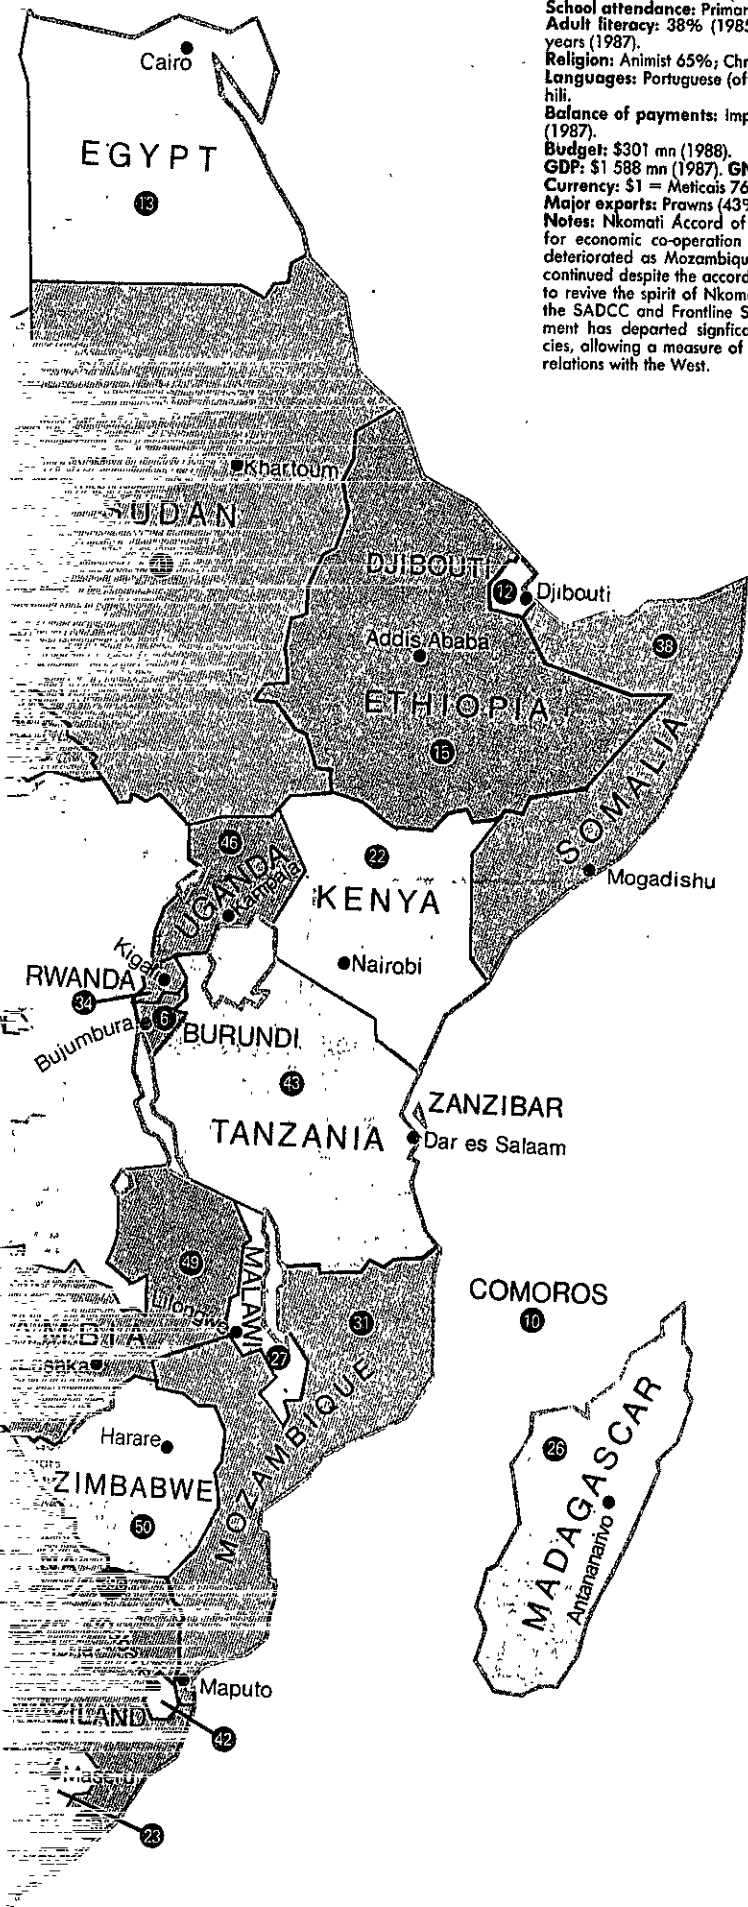 School attendance: Primar
Adult literacy: 38% (1985
years (1987).
Religion: Animist 65%; Chr
Languages: Portuguese (of
hili.
Balance of payments: Imp
(1987).
Budget: $301 mn (1988).
GDP: $1 588 mn (1987). GN
Currency: $1 = Meticais 76
Major exports: Prawns (43%
Notes: Nkomati Accord of
for economic co-operation
deteriorated as Mozambiqu
continued despite the accord
to revive the spirit of Nkom
the SADCC and Frontline S
ment has departed signfica
cies, allowing a measure of
relations with the West.
Cairo
EGYPT
13
Khartoum
SUDAN
DJIBOUTI
12
Djibouti
Addis Ababa
38
ETHIOPIA
15
SOMALIA
46
22
UGANDA
Kampala
KENYA
Mogadishu
Nairobi
Kigali
RWANDA
34
6
Bujumbura
BURUNDI
43
ZANZIBAR
TANZANIA
Dar es Salaam
49
MALAWI
COMOROS
10
Lilongwe
31
AMBIA
Lusaka
27
MOZAMBIQUE
Harare
26
ZIMBABWE
MADAGASCAR
50
Antananarivo
Maputo
ZILAND
42
Maseru
23